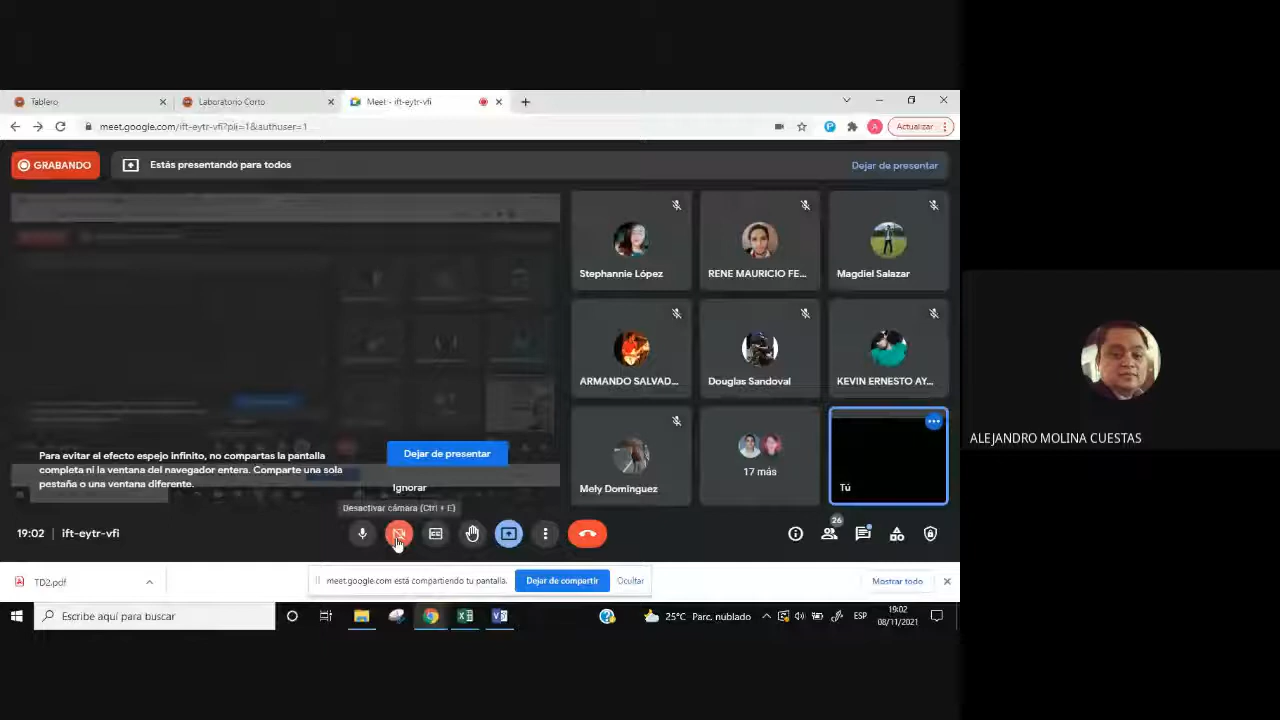 Tablero
Laboratorio Corto
Meet - ift-eytr-vfi
meet.google.com/ift-eytr-vfi?pli=1&authuser=1
Actualizar
GRABANDO
Estás presentando para todos
Dejar de presentar
Stephannie López
RENE MAURICIO FE...
Magdiel Salazar
ARMANDO SALVAD...
Douglas Sandoval
KEVIN ERNESTO AY...
ALEJANDRO MOLINA CUESTAS
Para evitar el efecto espejo infinito, no compartas la pantalla
completa ni la ventana del navegador entera. Comparte una sola
pestaña o una ventana diferente.
Dejar de presentar
Ignorar
Mely Dominguez
17 más
Tú
Desactivar cámara (Ctrl + E)
19:02
ift-eytr-vfi
26
TD2.pdf
meet.google.com está compartiendo tu pantalla.
Dejar de compartir
Ocultar
Mostrar todo
Escribe aquí para buscar
25°C Parc. nublado
ESP
19:02
08/11/2021